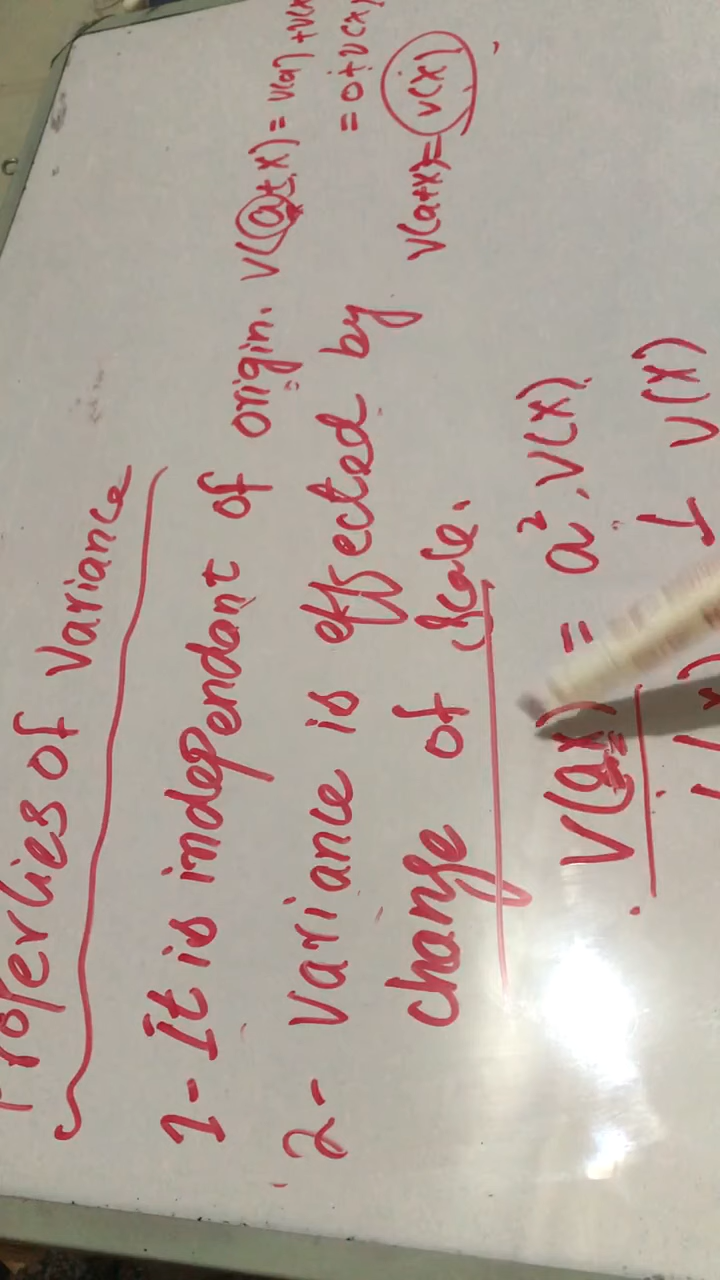 Properties of Variance
1- It is independant of origin. V(a+x) = V(a) + V(x
= 0 + V(x)
2- Variance is effected by
V(a+x) = V(x)
change of scale.
V(ax) = a². V(x)
V(x)